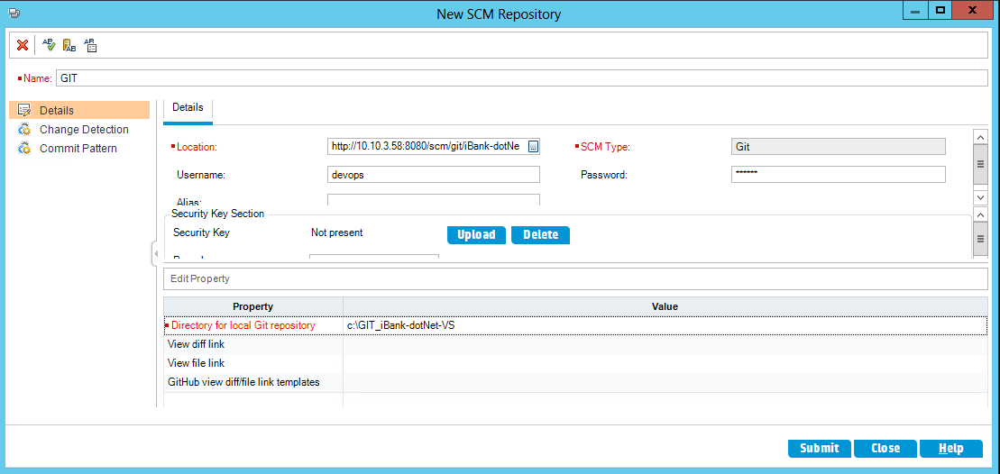 New SCM Repository
Name: GIT
Details
Change Detection
Commit Pattern
Details
Location: http://10.10.3.58:8080/scm/git/iBank-dotNe SCM Type: Git
Username: devops Password: ******
Alias:
Security Key Section
Security Key Not present Upload Delete
Edit Property
Property Value
Directory for local Git repository c:\GIT_iBank-dotNet-VS
View diff link
View file link
GitHub view diff/file link templates
Submit Close Help